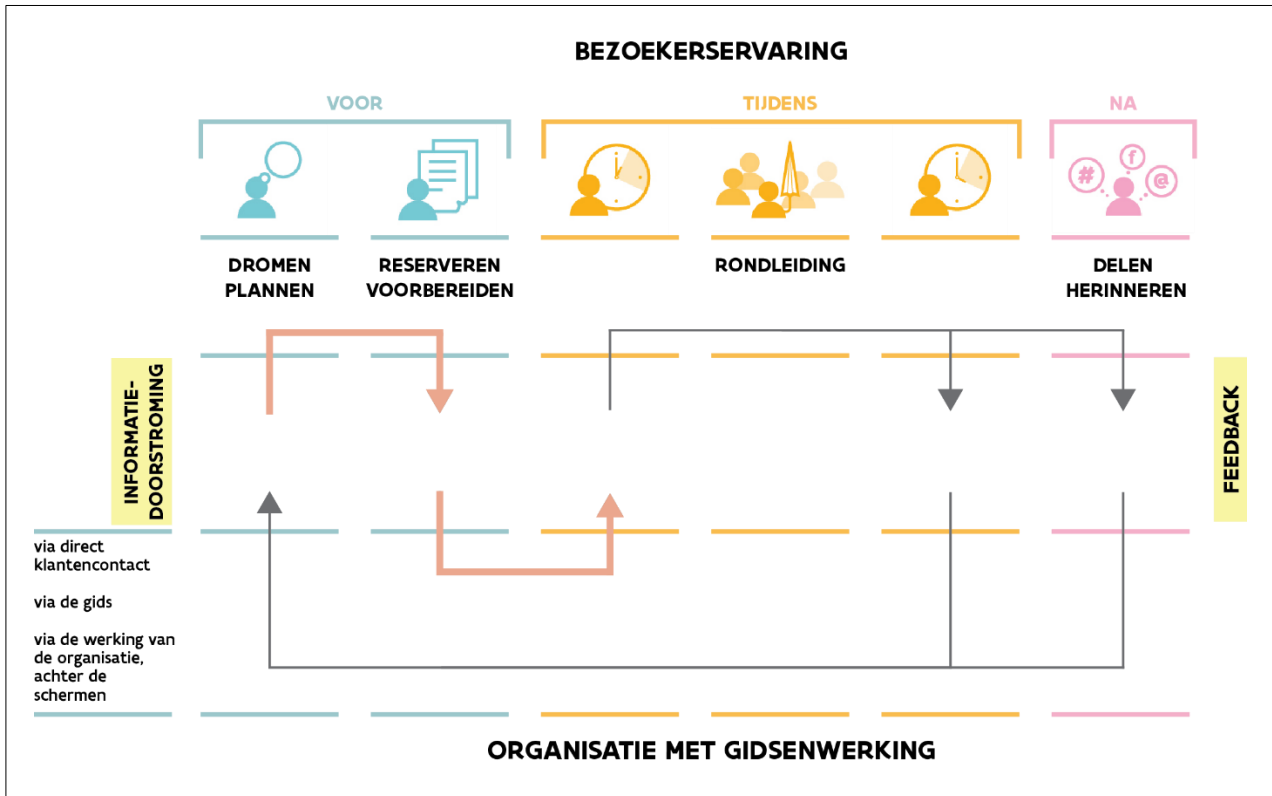 BEZOEKERSERVARING
VOOR
TIJDENS
NA
#
f
@
DROMEN
PLANNEN
RESERVEREN
VOORBEREIDEN
RONDLEIDING
DELEN
HERINNEREN
INFORMATIE-
DOORSTROMING
FEEDBACK
via direct
klantencontact
via de gids
via de werking van
de organisatie,
achter de
schermen
ORGANISATIE MET GIDSENWERKING